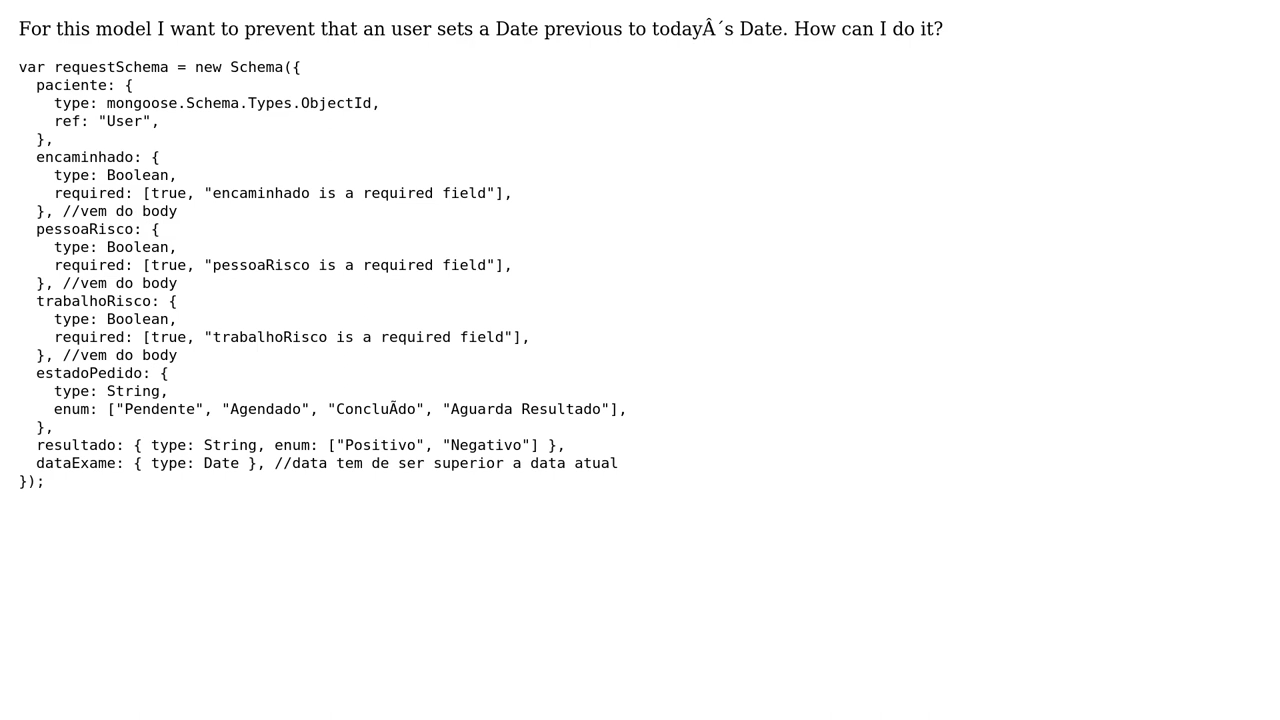 For this model I want to prevent that an user sets a Date previous to todayÂ´s Date. How can I do it?
var requestSchema = new Schema({
  paciente: {
    type: mongoose.Schema.Types.ObjectId,
    ref: "User",
  },
  encaminhado: {
    type: Boolean,
    required: [true, "encaminhado is a required field"],
  }, //vem do body
  pessoaRisco: {
    type: Boolean,
    required: [true, "pessoaRisco is a required field"],
  }, //vem do body
  trabalhoRisco: {
    type: Boolean,
    required: [true, "trabalhoRisco is a required field"],
  }, //vem do body
  estadoPedido: {
    type: String,
    enum: ["Pendente", "Agendado", "ConcluÃdo", "Aguarda Resultado"],
  },
  resultado: { type: String, enum: ["Positivo", "Negativo"] },
  dataExame: { type: Date }, //data tem de ser superior a data atual
});